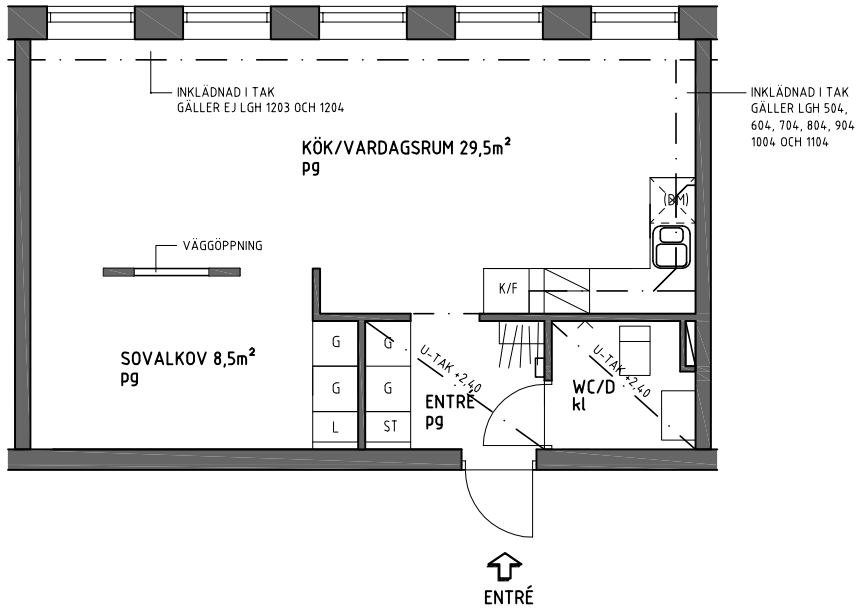 INKLÄDNAD I TAK
GÄLLER EJ LGH 1203 OCH 1204
INKLÄDNAD I TAK
GÄLLER LGH 504,
604, 704, 804, 904
1004 OCH 1104
KÖK/VARDAGSRUM 29,5m²
pg
(DM)
VÄGGÖPPNING
K/F
SOVALKOV 8,5m²
pg
G
G
L
G
G
ST
U-TAK +2,40
ENTRÉ
pg
U-TAK +2,40
WC/D
kl
ENTRÉ